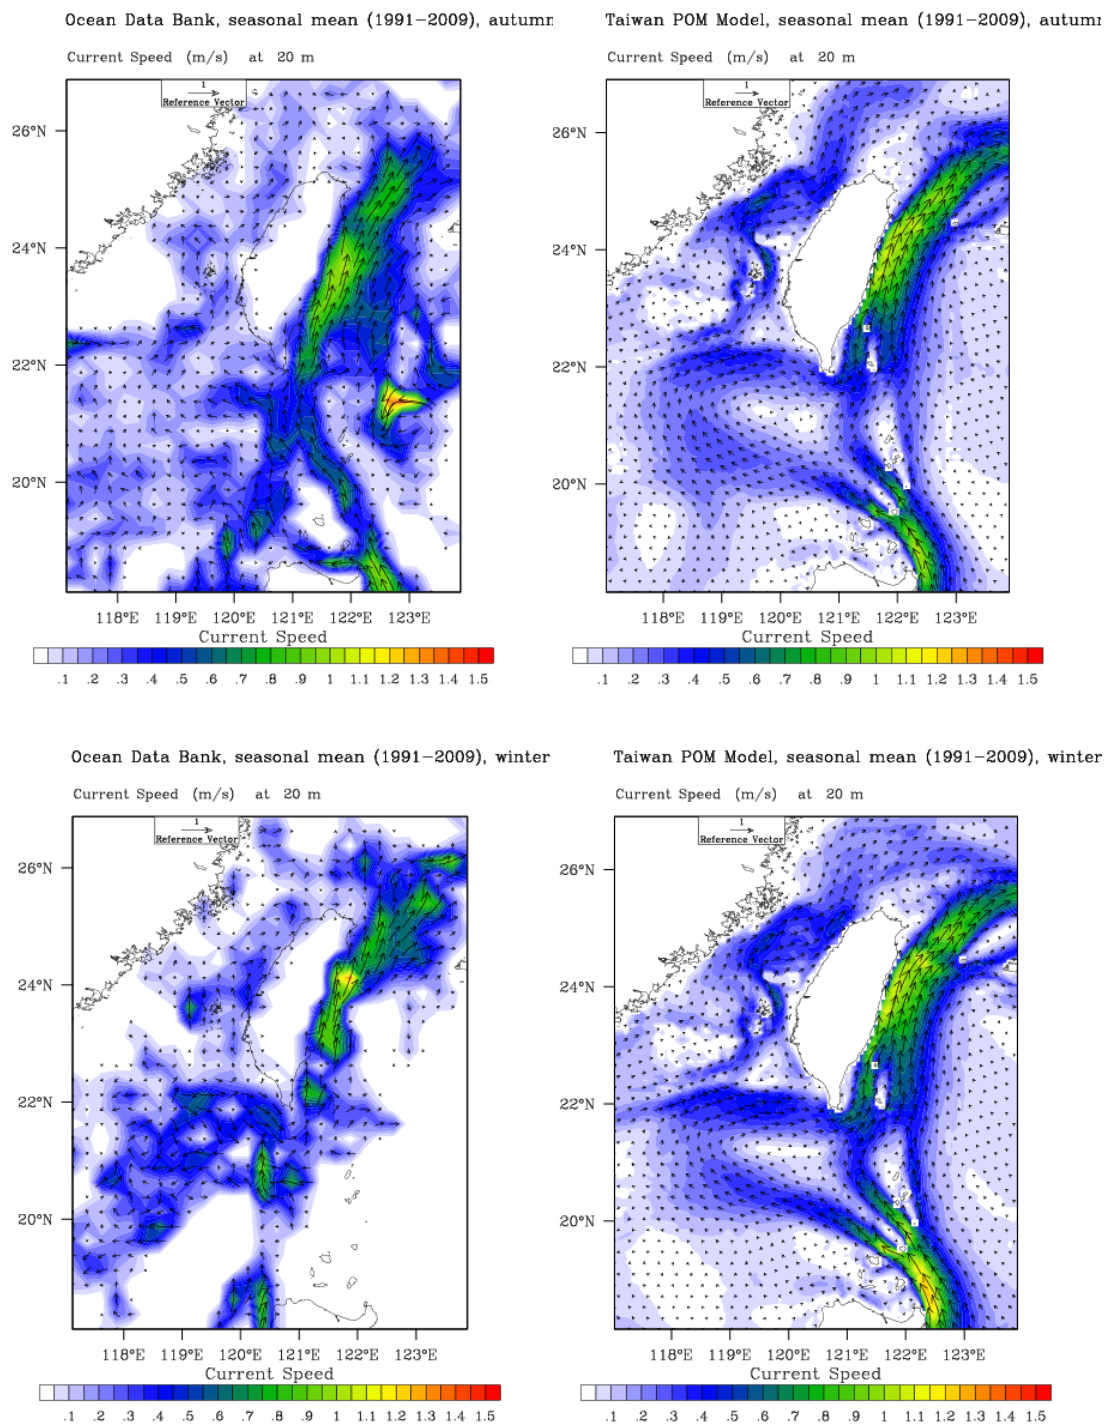 Ocean Data Bank, seasonal mean (1991-2009), autumn
Current Speed (m/s) at 20 m
1
Reference Vector
26°N
24°N
22°N
20°N
118°E 119°E 120°E 121°E 122°E 123°E
Current Speed
.1 .2 .3 .4 .5 .6 .7 .8 .9 1 1.1 1.2 1.3 1.4 1.5
Taiwan POM Model, seasonal mean (1991-2009), autumn
Current Speed (m/s) at 20 m
1
Reference Vector
26°N
24°N
22°N
20°N
118°E 119°E 120°E 121°E 122°E 123°E
Current Speed
.1 .2 .3 .4 .5 .6 .7 .8 .9 1 1.1 1.2 1.3 1.4 1.5
Ocean Data Bank, seasonal mean (1991-2009), winter
Current Speed (m/s) at 20 m
1
Reference Vector
26°N
24°N
22°N
20°N
118°E 119°E 120°E 121°E 122°E 123°E
Current Speed
.1 .2 .3 .4 .5 .6 .7 .8 .9 1 1.1 1.2 1.3 1.4 1.5
Taiwan POM Model, seasonal mean (1991-2009), winter
Current Speed (m/s) at 20 m
1
Reference Vector
26°N
24°N
22°N
20°N
118°E 119°E 120°E 121°E 122°E 123°E
Current Speed
.1 .2 .3 .4 .5 .6 .7 .8 .9 1 1.1 1.2 1.3 1.4 1.5